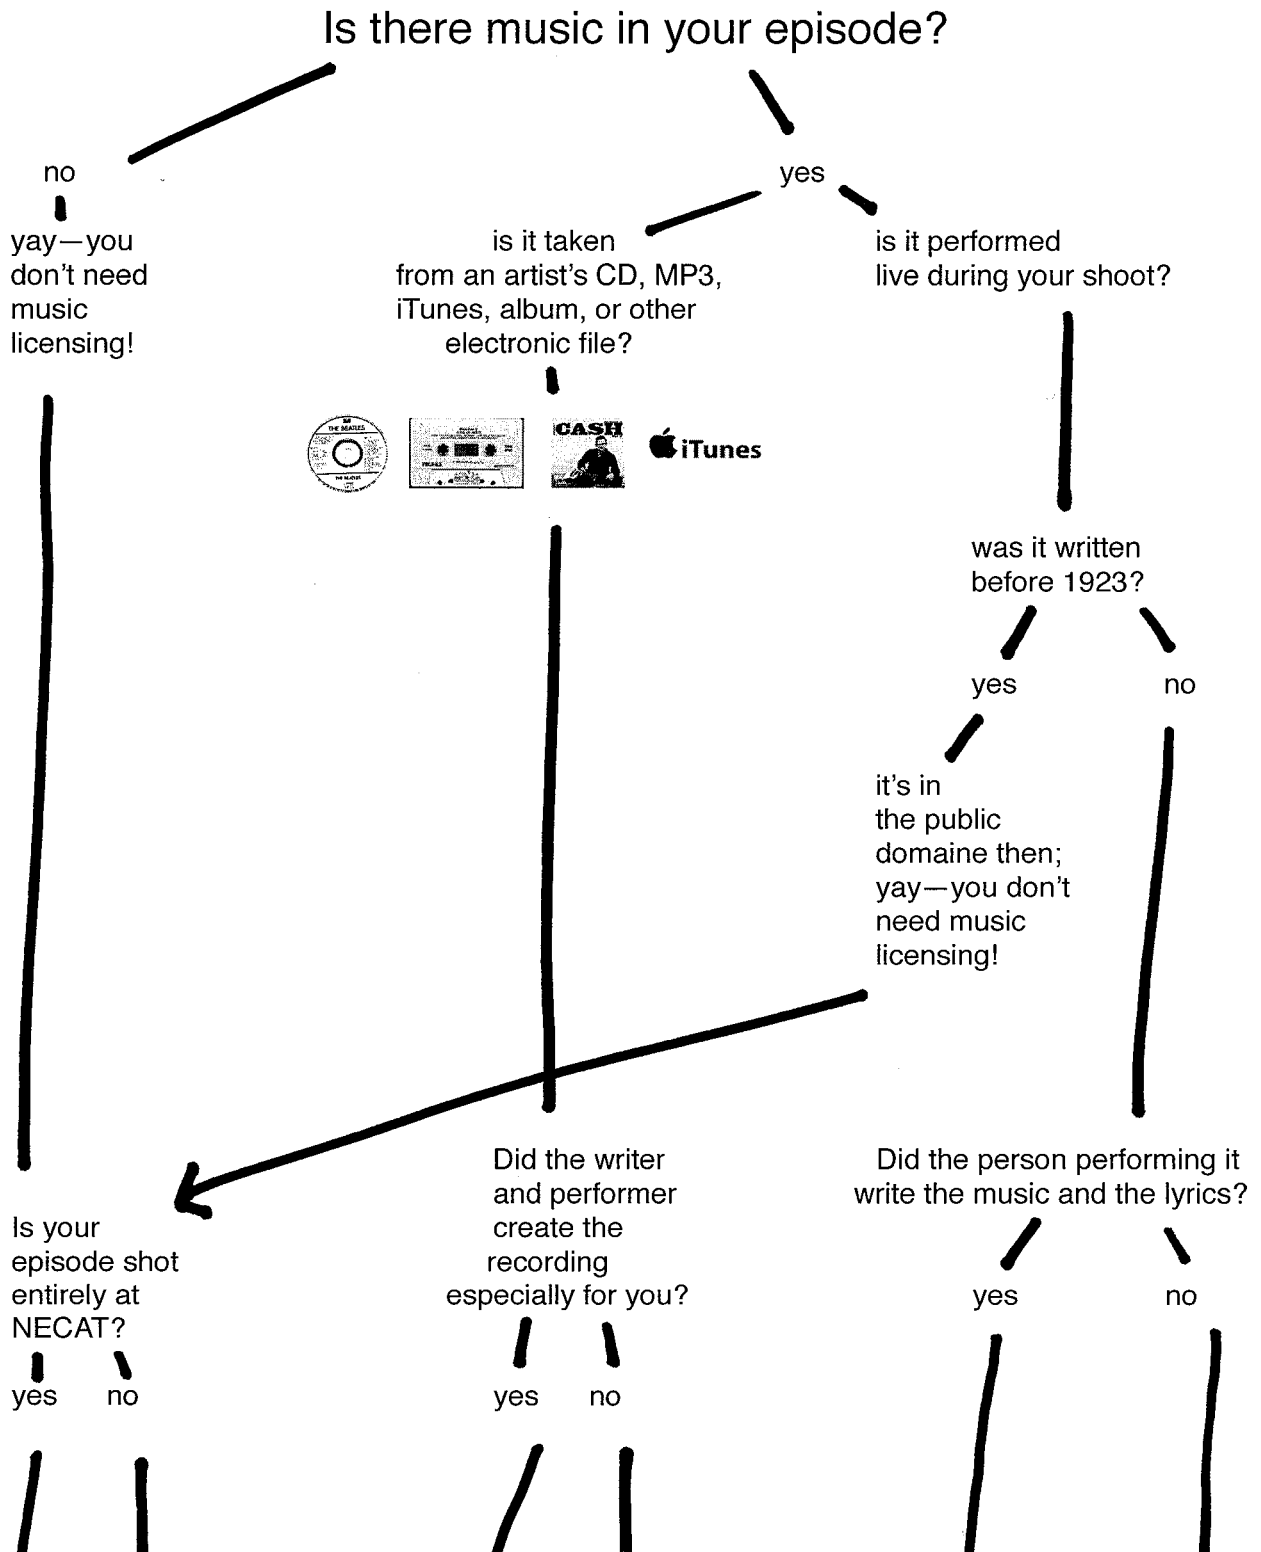 Is there music in your episode?
no
yes
yay—you
don't need
music
licensing!
is it taken
from an artist's CD, MP3,
iTunes, album, or other
electronic file?
is it performed
live during your shoot?
THE BEATLES
THE BEATLES
CASH
iTunes
was it written
before 1923?
yes
no
it's in
the public
domaine then;
yay—you don't
need music
licensing!
Is your
episode shot
entirely at
NECAT?
yes
no
Did the writer
and performer
create the
recording
especially for you?
yes
no
Did the person performing it
write the music and the lyrics?
yes
no